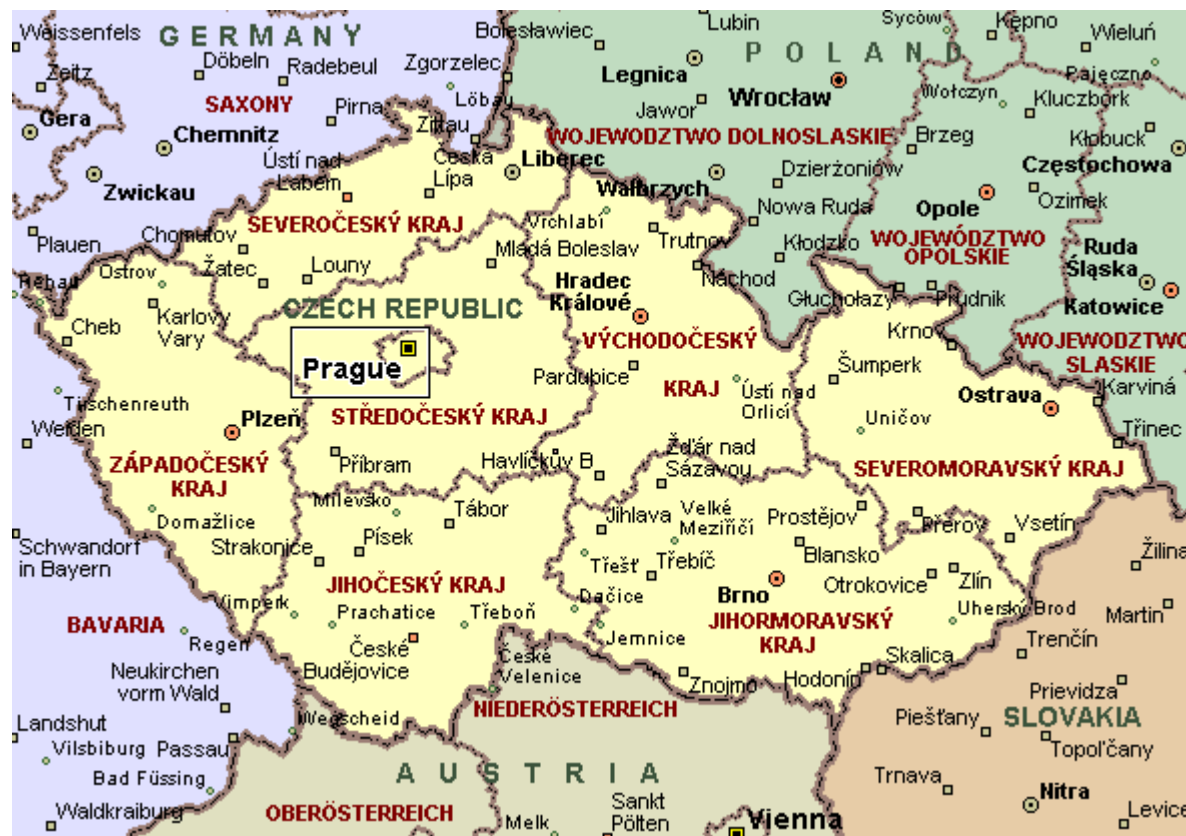 Weissenfels
GERMANY
Bolesławiec
Lubin
Syców
Kępno
Wieluń
Döbeln
Radebeul
Zgorzelec
Legnica
POLAND
Zeitz
SAXONY
Pirna
Löbau
Jawor
Wrocław
Wołczyn
Pajęczno
Kluczbork
Gera
Chemnitz
Zittau
WOJEWODZTWO DOLNOSLASKIE
Brzeg
Kłobuck
Ústí nad
Labem
Česká
Lípa
Liberec
Dzierżoniów
Częstochowa
Zwickau
Wałbrzych
Opole
Ozimek
Plauen
Chomutov
SEVEROČESKÝ KRAJ
Vrchlabí
Trutnov
Nowa Ruda
WOJEWÓDZTWO
OPOLSKIE
Ruda
Śląska
Mladá Boleslav
Kłodzko
Rehau
Ostrov
Žatec
Louny
Hradec
Králové
Náchod
Głuchołazy
Prudnik
Katowice
CZECH REPUBLIC
Karlovy
Vary
Cheb
VÝCHODOČESKÝ
KRAJ
Krnov
WOJEWÓDZTWO
SLASKIE
Prague
Pardubice
Šumperk
Karviná
Tirschenreuth
Ústí nad
Orlicí
Ostrava
Weiden
Plzeň
STŘEDOČESKÝ KRAJ
Uničov
Třinec
ZÁPADOČESKÝ
KRAJ
Příbram
Havlíčkův B
Žďár nad
Sázavou
SEVEROMORAVSKÝ KRAJ
Milevsko
Tábor
Jihlava
Velké
Meziříčí
Prostějov
Přerov
Vsetín
Domažlice
Strakonice
Písek
Blansko
Žilina
Schwandorf
in Bayern
JIHOČESKÝ KRAJ
Třešť
Třebíč
Otrokovice
Zlín
Brno
Vimperk
Prachatice
Třeboň
Dačice
Uherský Brod
Martin
BAVARIA
Regen
JIHORMORAVSKÝ
KRAJ
České
Budějovice
Jemnice
Trenčín
České
Velenice
Skalica
Neukirchen
vorm Wald
Znojmo
Hodonín
Prievidza
NIEDERÖSTERREICH
Piešťany
SLOVAKIA
Landshut
Wegscheid
Vilsbiburg
Passau
Topol'čany
Bad Füssing
AUSTRIA
Trnava
Nitra
Waldkraiburg
OBERÖSTERREICH
Melk
Sankt
Pölten
Vienna
Levice